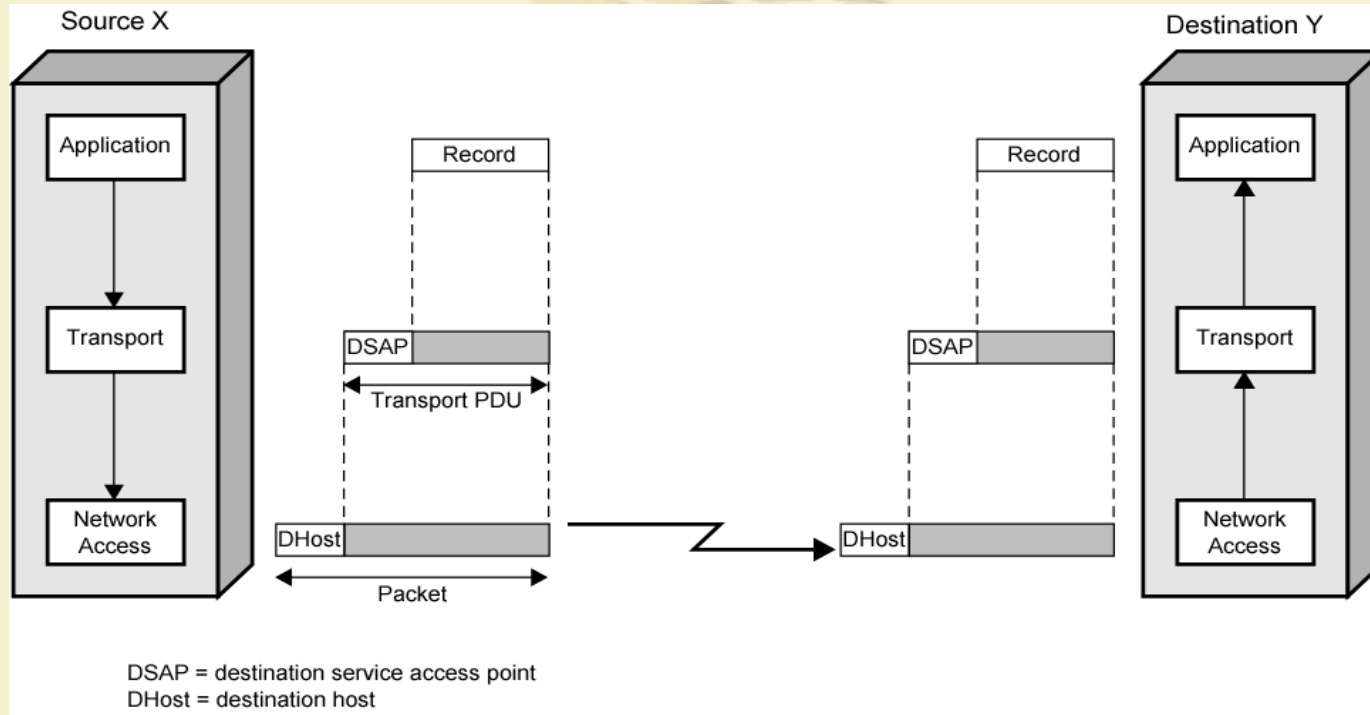 Source X
Destination Y
Application
Transport
Network
Access
Record
DSAP
Transport PDU
DHost
Packet
Record
DSAP
DHost
Application
Transport
Network
Access
DSAP = destination service access point
DHost = destination host